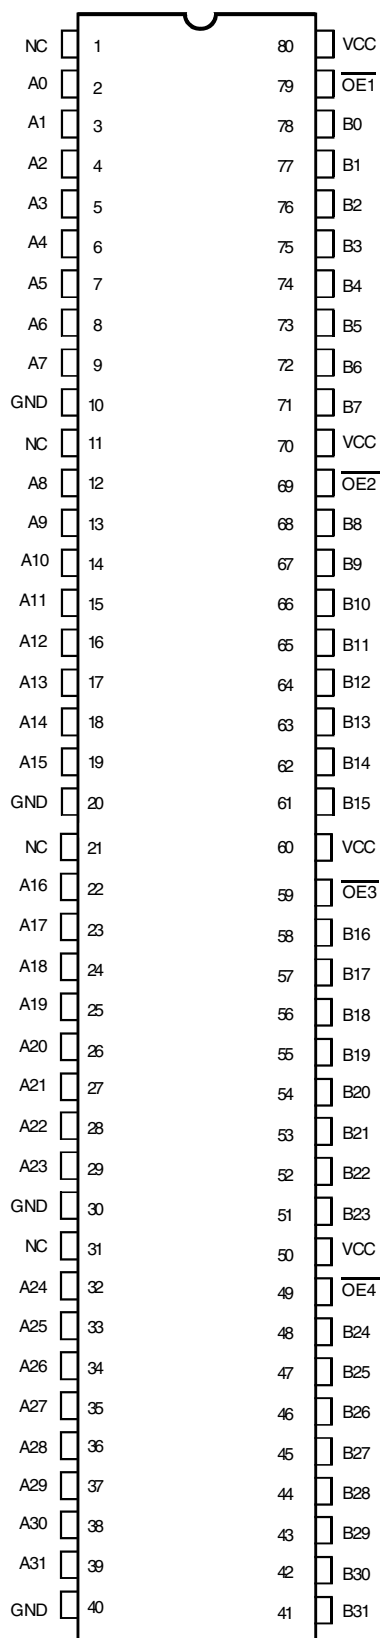 NC 1 80 VCC
A0 2 79 O̅E̅1̅
A1 3 78 B0
A2 4 77 B1
A3 5 76 B2
A4 6 75 B3
A5 7 74 B4
A6 8 73 B5
A7 9 72 B6
GND 10 71 B7
NC 11 70 VCC
A8 12 69 O̅E̅2̅
A9 13 68 B8
A10 14 67 B9
A11 15 66 B10
A12 16 65 B11
A13 17 64 B12
A14 18 63 B13
A15 19 62 B14
GND 20 61 B15
NC 21 60 VCC
A16 22 59 O̅E̅3̅
A17 23 58 B16
A18 24 57 B17
A19 25 56 B18
A20 26 55 B19
A21 27 54 B20
A22 28 53 B21
A23 29 52 B22
GND 30 51 B23
NC 31 50 VCC
A24 32 49 O̅E̅4̅
A25 33 48 B24
A26 34 47 B25
A27 35 46 B26
A28 36 45 B27
A29 37 44 B28
A30 38 43 B29
A31 39 42 B30
GND 40 41 B31